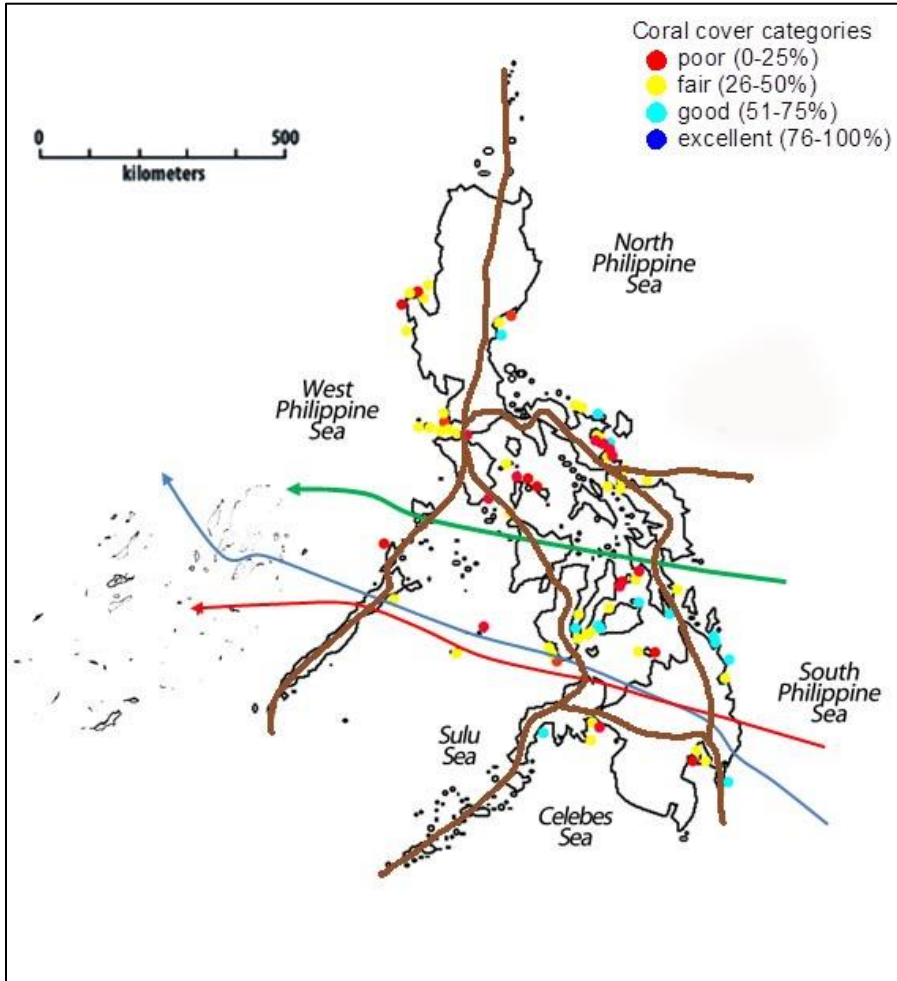 Coral cover categories
poor (0-25%)
fair (26-50%)
good (51-75%)
excellent (76-100%)
0 500
kilometers
North
Philippine
Sea
West
Philippine
Sea
South
Philippine
Sea
Sulu
Sea
Celebes
Sea